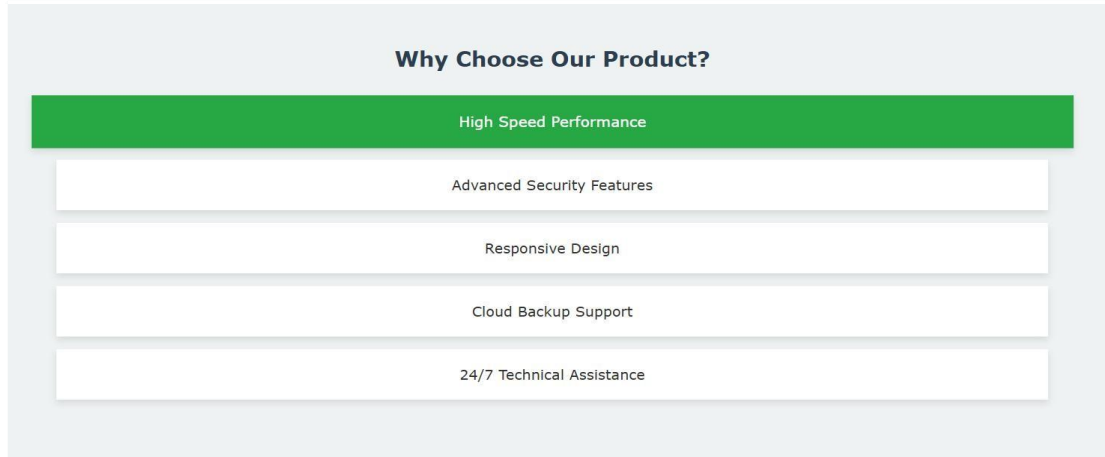 Why Choose Our Product?
High Speed Performance
Advanced Security Features
Responsive Design
Cloud Backup Support
24/7 Technical Assistance